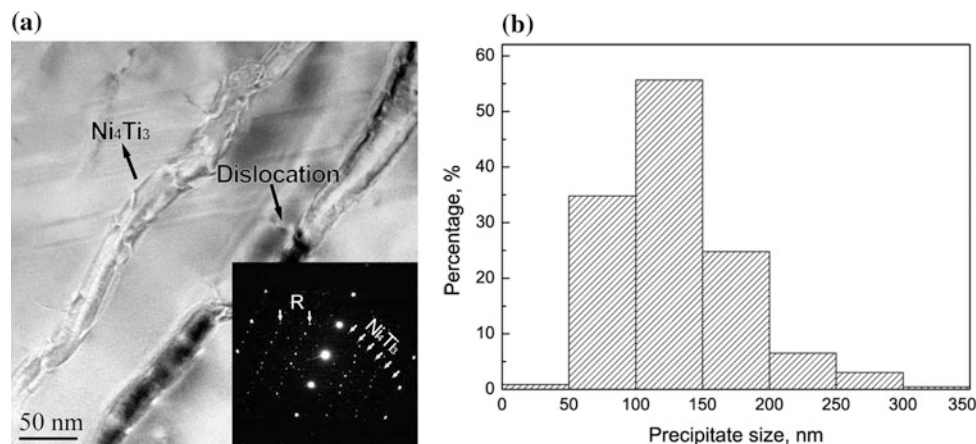 (a)
Ni4Ti3
Dislocation
R
Ni4Ti3
50 nm
(b)
Percentage, %
60
50
40
30
20
10
0
0 50 100 150 200 250 300 350
Precipitate size, nm